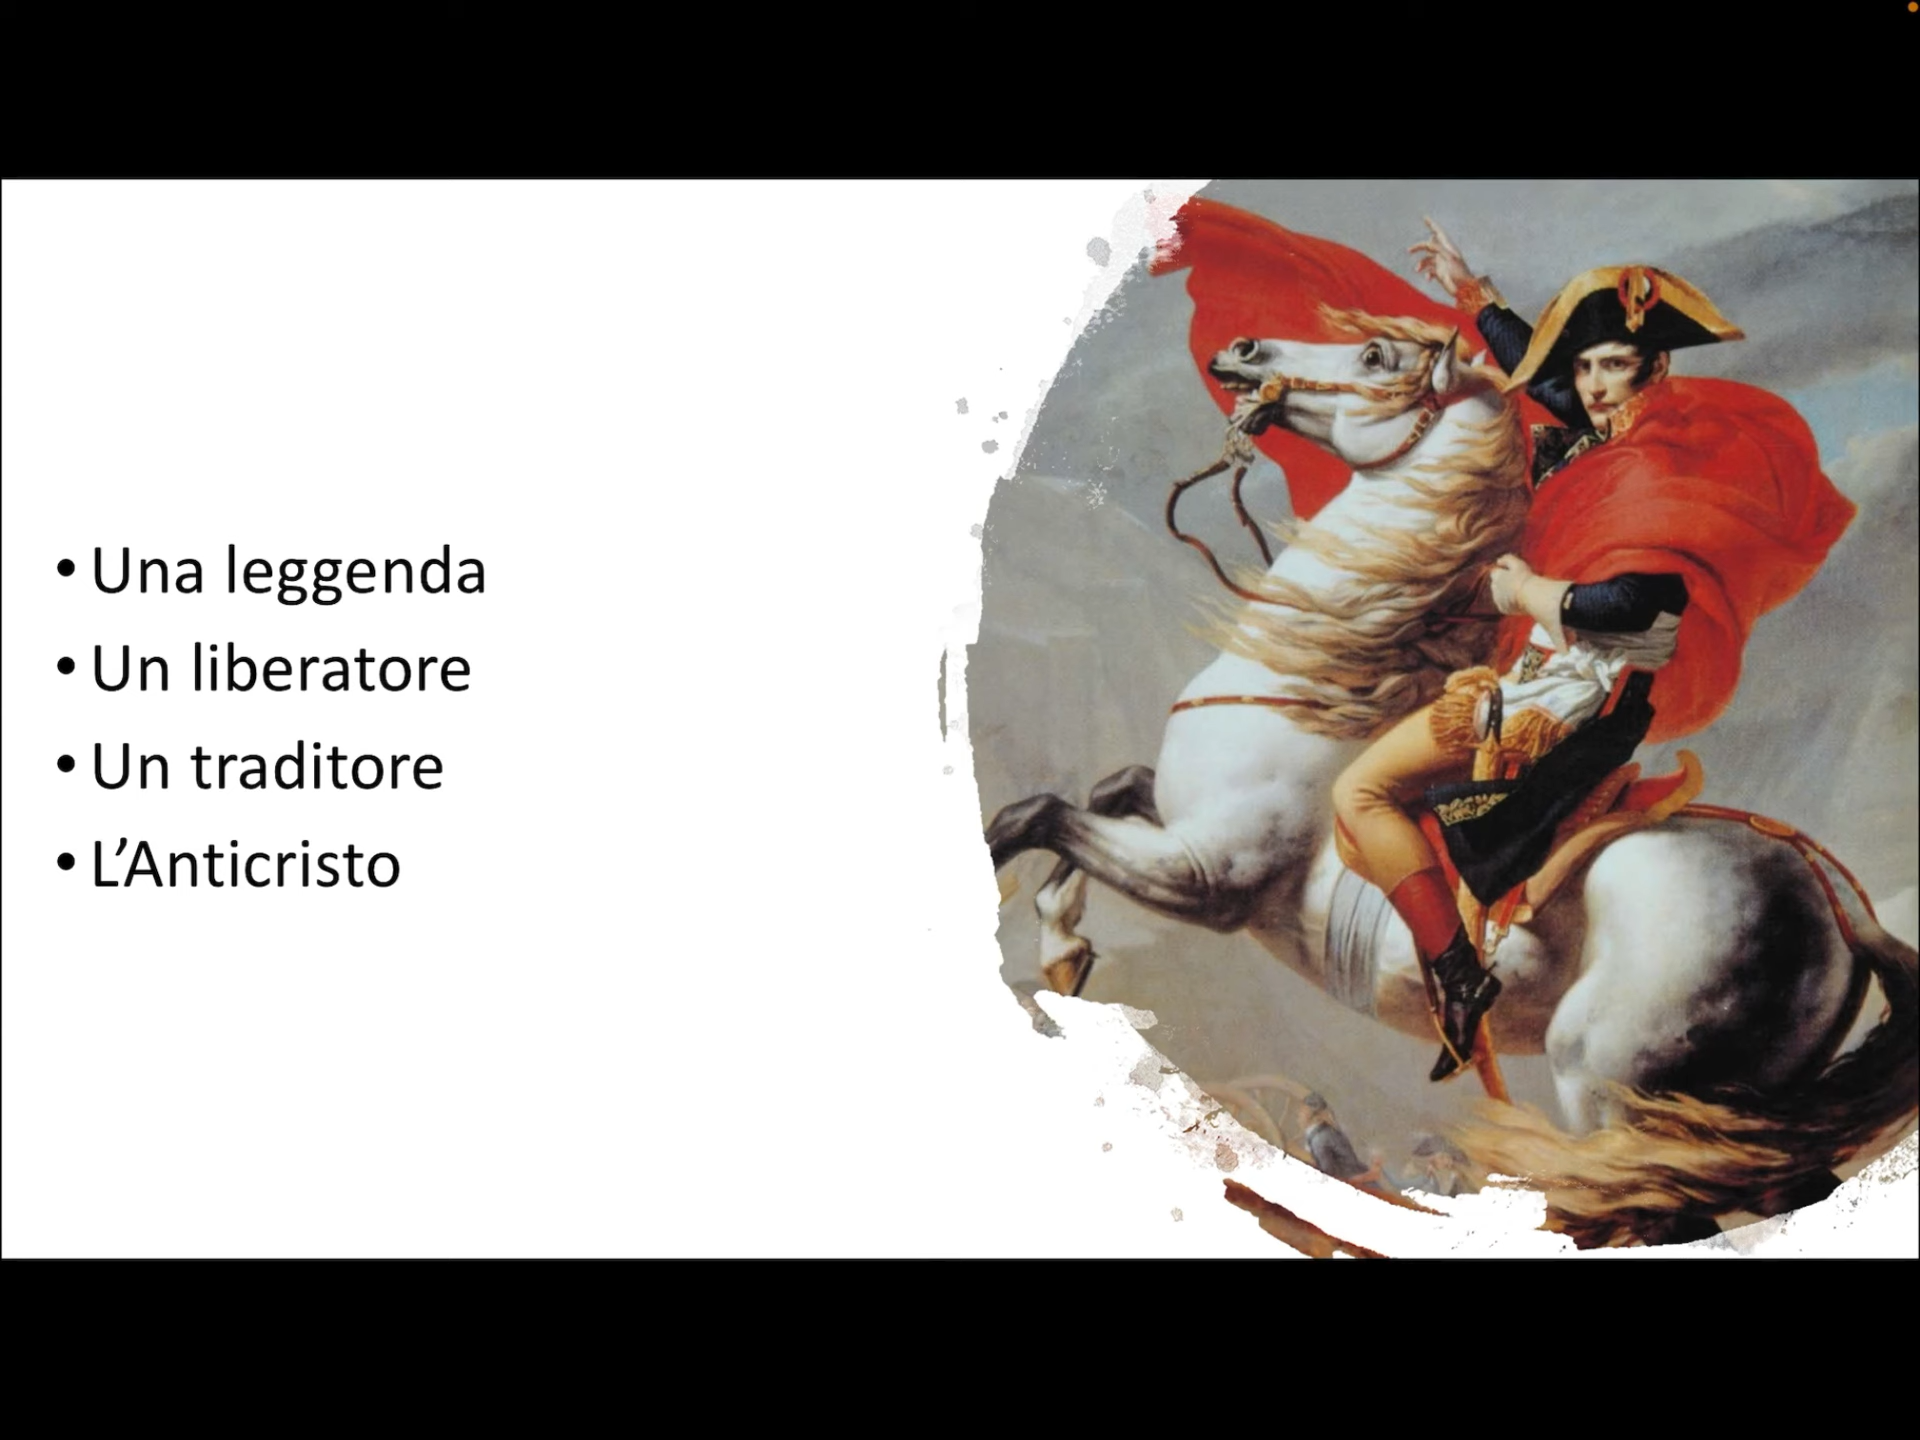 • Una leggenda
• Un liberatore
• Un traditore
• L’Anticristo